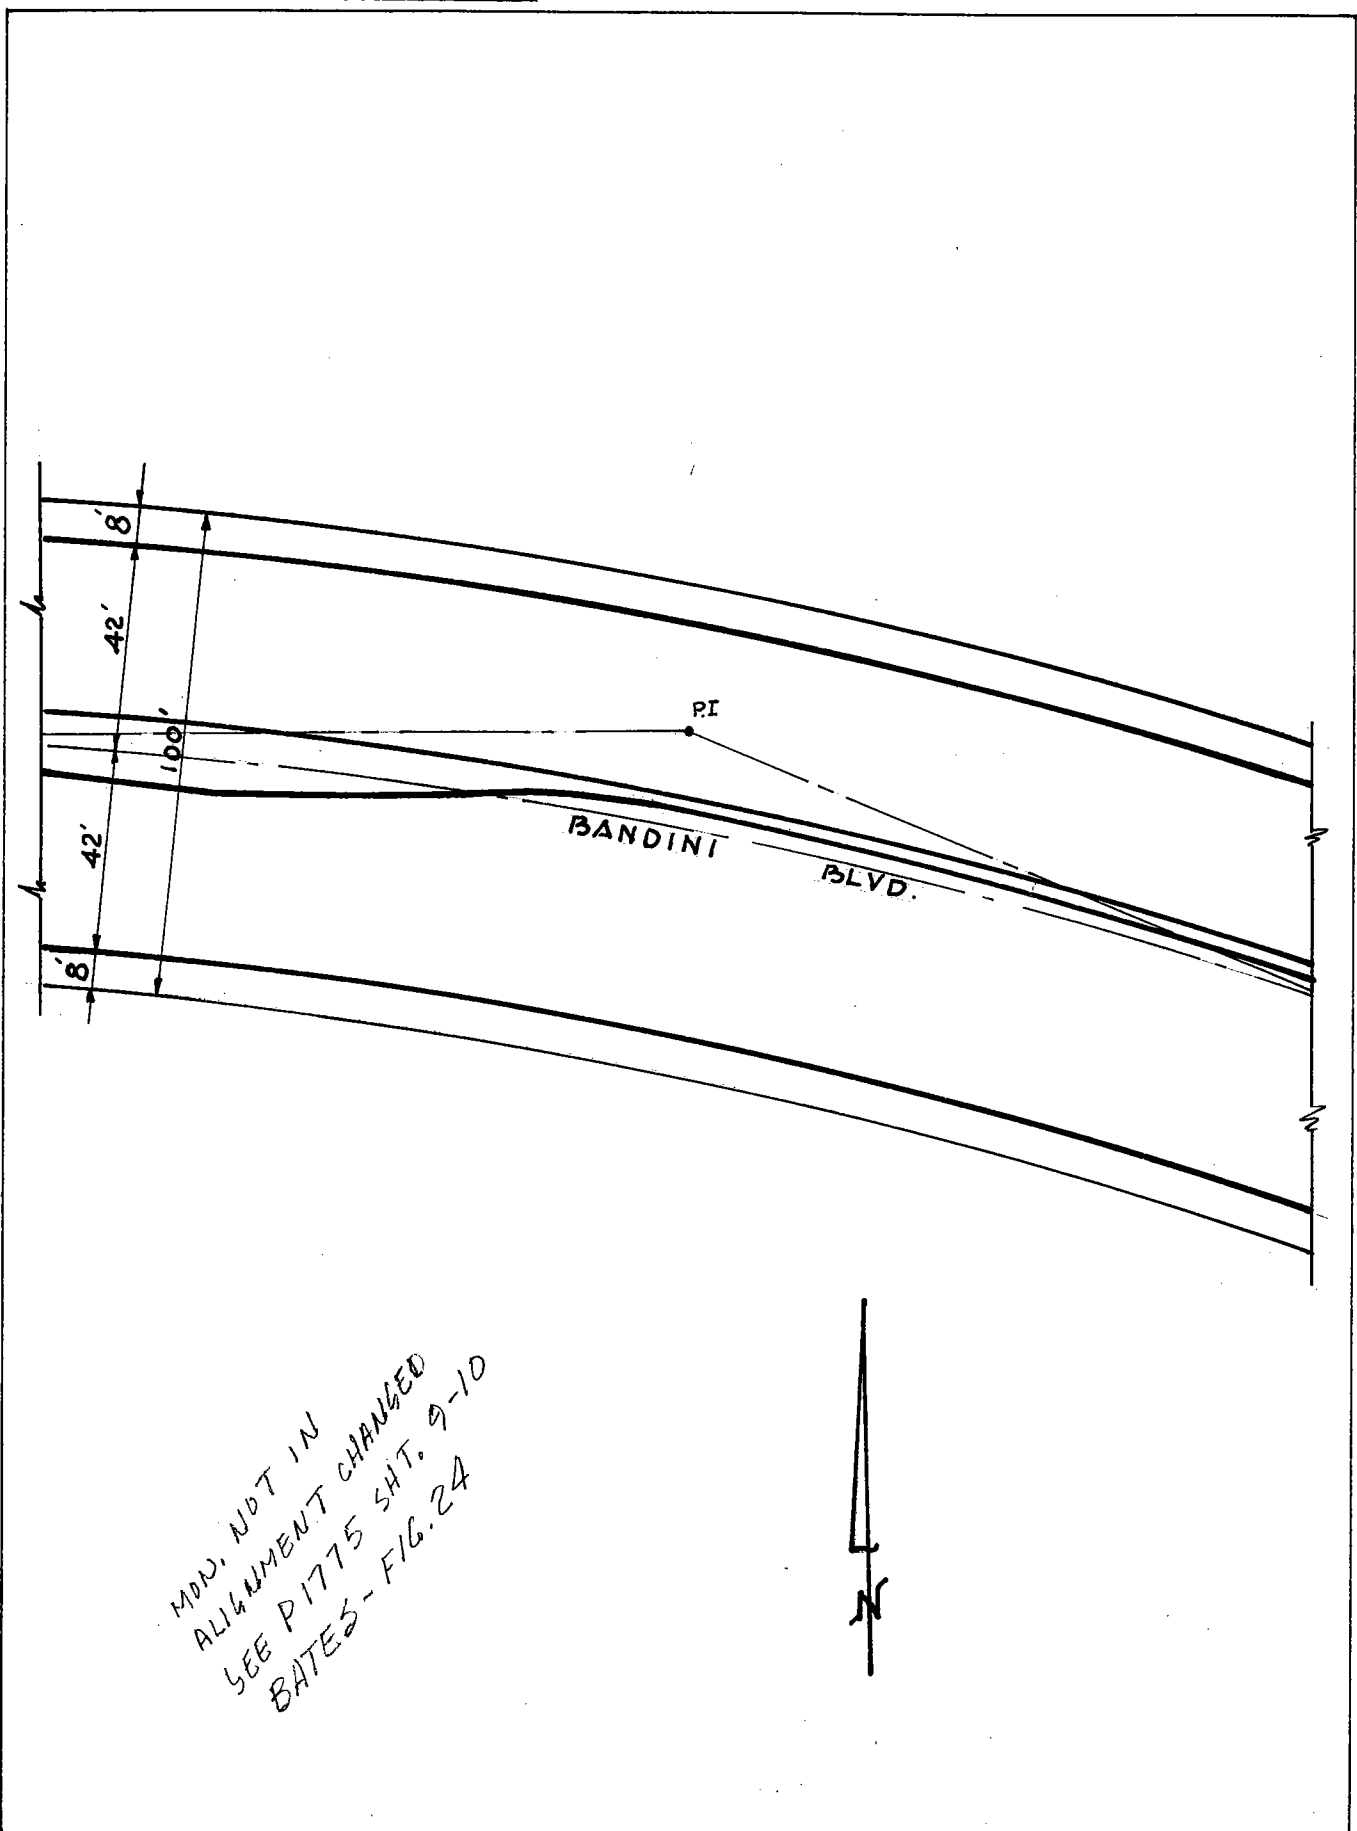 8'
42'
100'
42'
8'
P.I
BANDINI
BLVD.
MON. NOT IN
ALIGNMENT CHANGED
SEE P1775 SHT. 9-10
BATES - FIG. 24
N